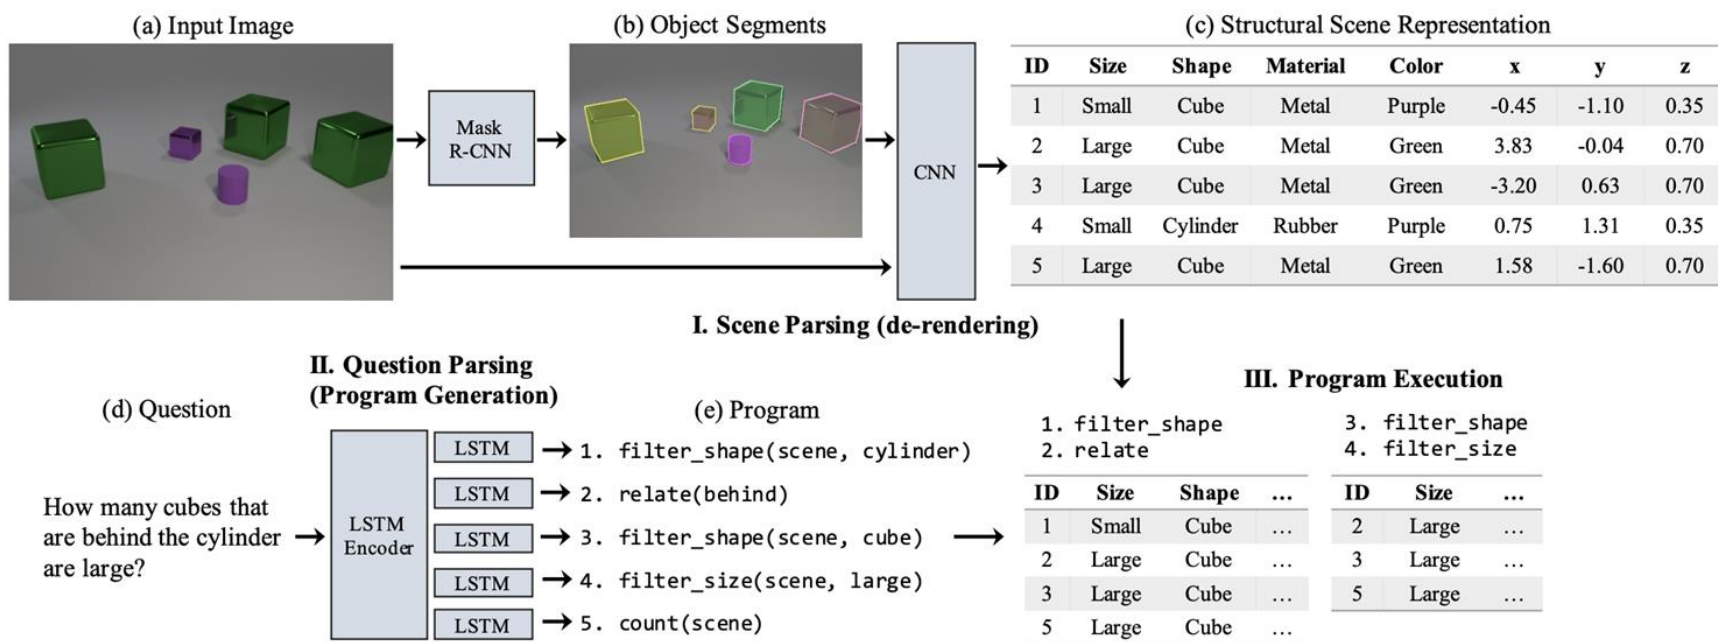 (a) Input Image
(b) Object Segments
(c) Structural Scene Representation
Mask
R-CNN
CNN
ID Size Shape Material Color x y z
1 Small Cube Metal Purple -0.45 -1.10 0.35
2 Large Cube Metal Green 3.83 -0.04 0.70
3 Large Cube Metal Green -3.20 0.63 0.70
4 Small Cylinder Rubber Purple 0.75 1.31 0.35
5 Large Cube Metal Green 1.58 -1.60 0.70
I. Scene Parsing (de-rendering)
II. Question Parsing
(Program Generation)
III. Program Execution
(d) Question
How many cubes that
are behind the cylinder
are large?
LSTM
Encoder
(e) Program
LSTM
1. filter_shape(scene, cylinder)
LSTM
2. relate(behind)
LSTM
3. filter_shape(scene, cube)
LSTM
4. filter_size(scene, large)
LSTM
5. count(scene)
1. filter_shape
2. relate
ID Size Shape ...
1 Small Cube ...
2 Large Cube ...
3 Large Cube ...
5 Large Cube ...
3. filter_shape
4. filter_size
ID Size ...
2 Large ...
3 Large ...
5 Large ...